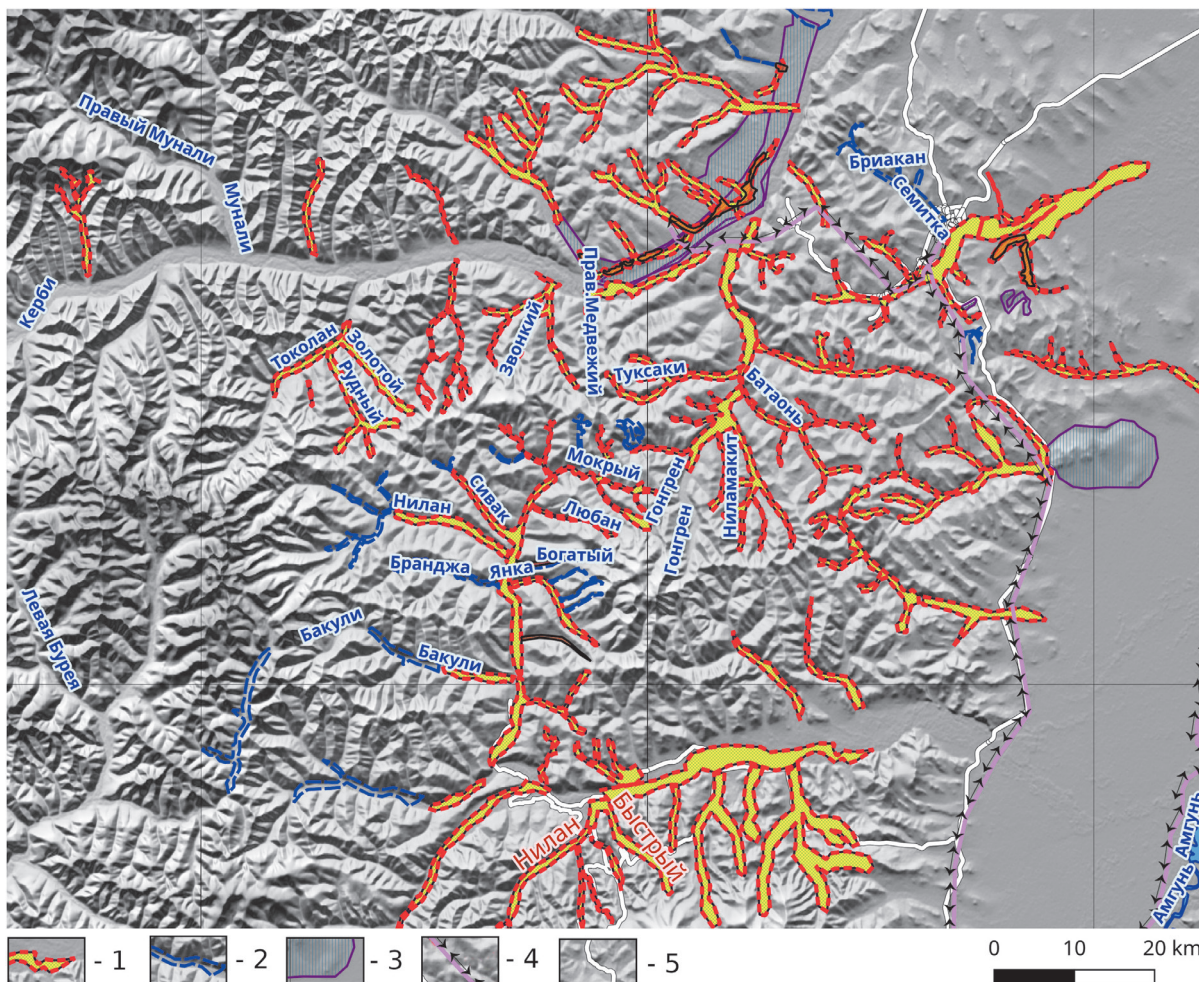 Правый Мунали
Мунали
Керби
Бриакан
Семитка
Прав. Медвежий
Звонкий
Токолан
Золотой
Рудный
Туксаки
Батаонь
Мокрый
Гонгрен
Гонгрен
Ниламакит
Сивак
Нилан
Любан
Богатый
Янка
Бранджа
Бакули
Бакули
Левая Бурея
Нилан
Быстрый
Амгунь
Амгунь
- 1
- 2
- 3
- 4
- 5
0 10 20 km